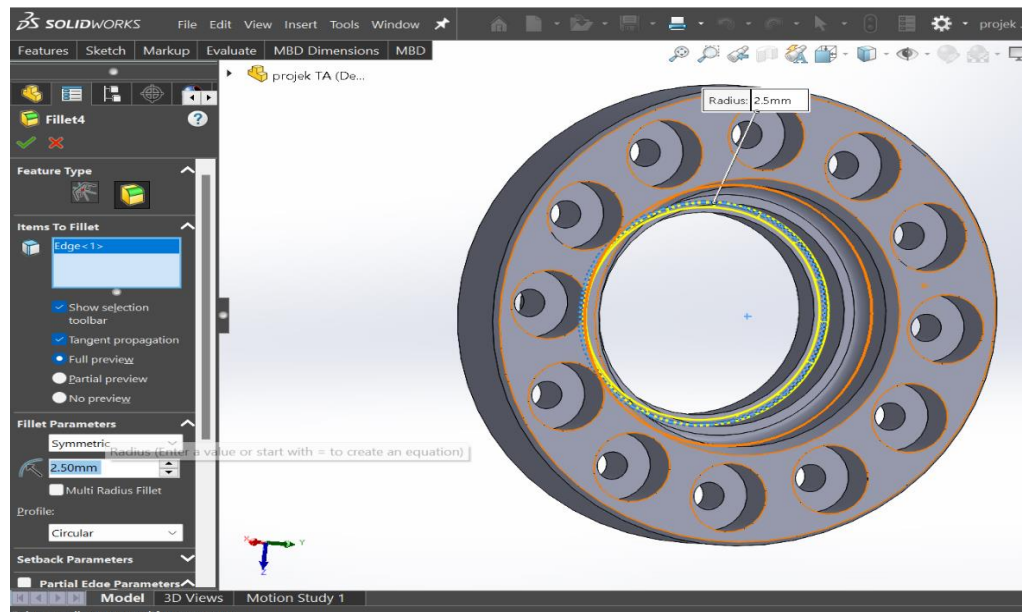 SOLIDWORKS File Edit View Insert Tools Window projek
Features Sketch Markup Evaluate MBD Dimensions MBD
projek TA (De...
Radius: 2.5mm
Fillet4
Feature Type
Items To Fillet
Edge<1>
Show selection
toolbar
Tangent propagation
Full preview
Partial preview
No preview
Fillet Parameters
Symmetric
Radius (Enter a value or start with = to create an equation)
2.50mm
Multi Radius Fillet
Profile:
Circular
X Y
Z
Setback Parameters
Partial Edge Parameters
Model 3D Views Motion Study 1